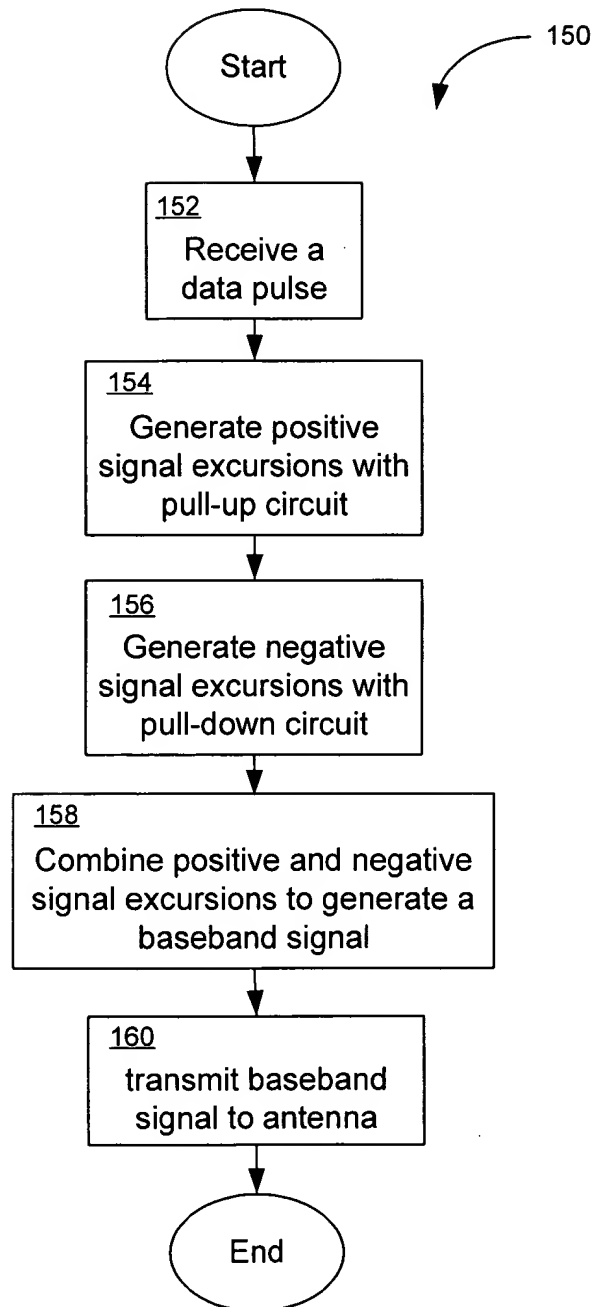 Start
150
152
Receive a
data pulse
154
Generate positive
signal excursions with
pull-up circuit
156
Generate negative
signal excursions with
pull-down circuit
158
Combine positive and negative
signal excursions to generate a
baseband signal
160
transmit baseband
signal to antenna
End